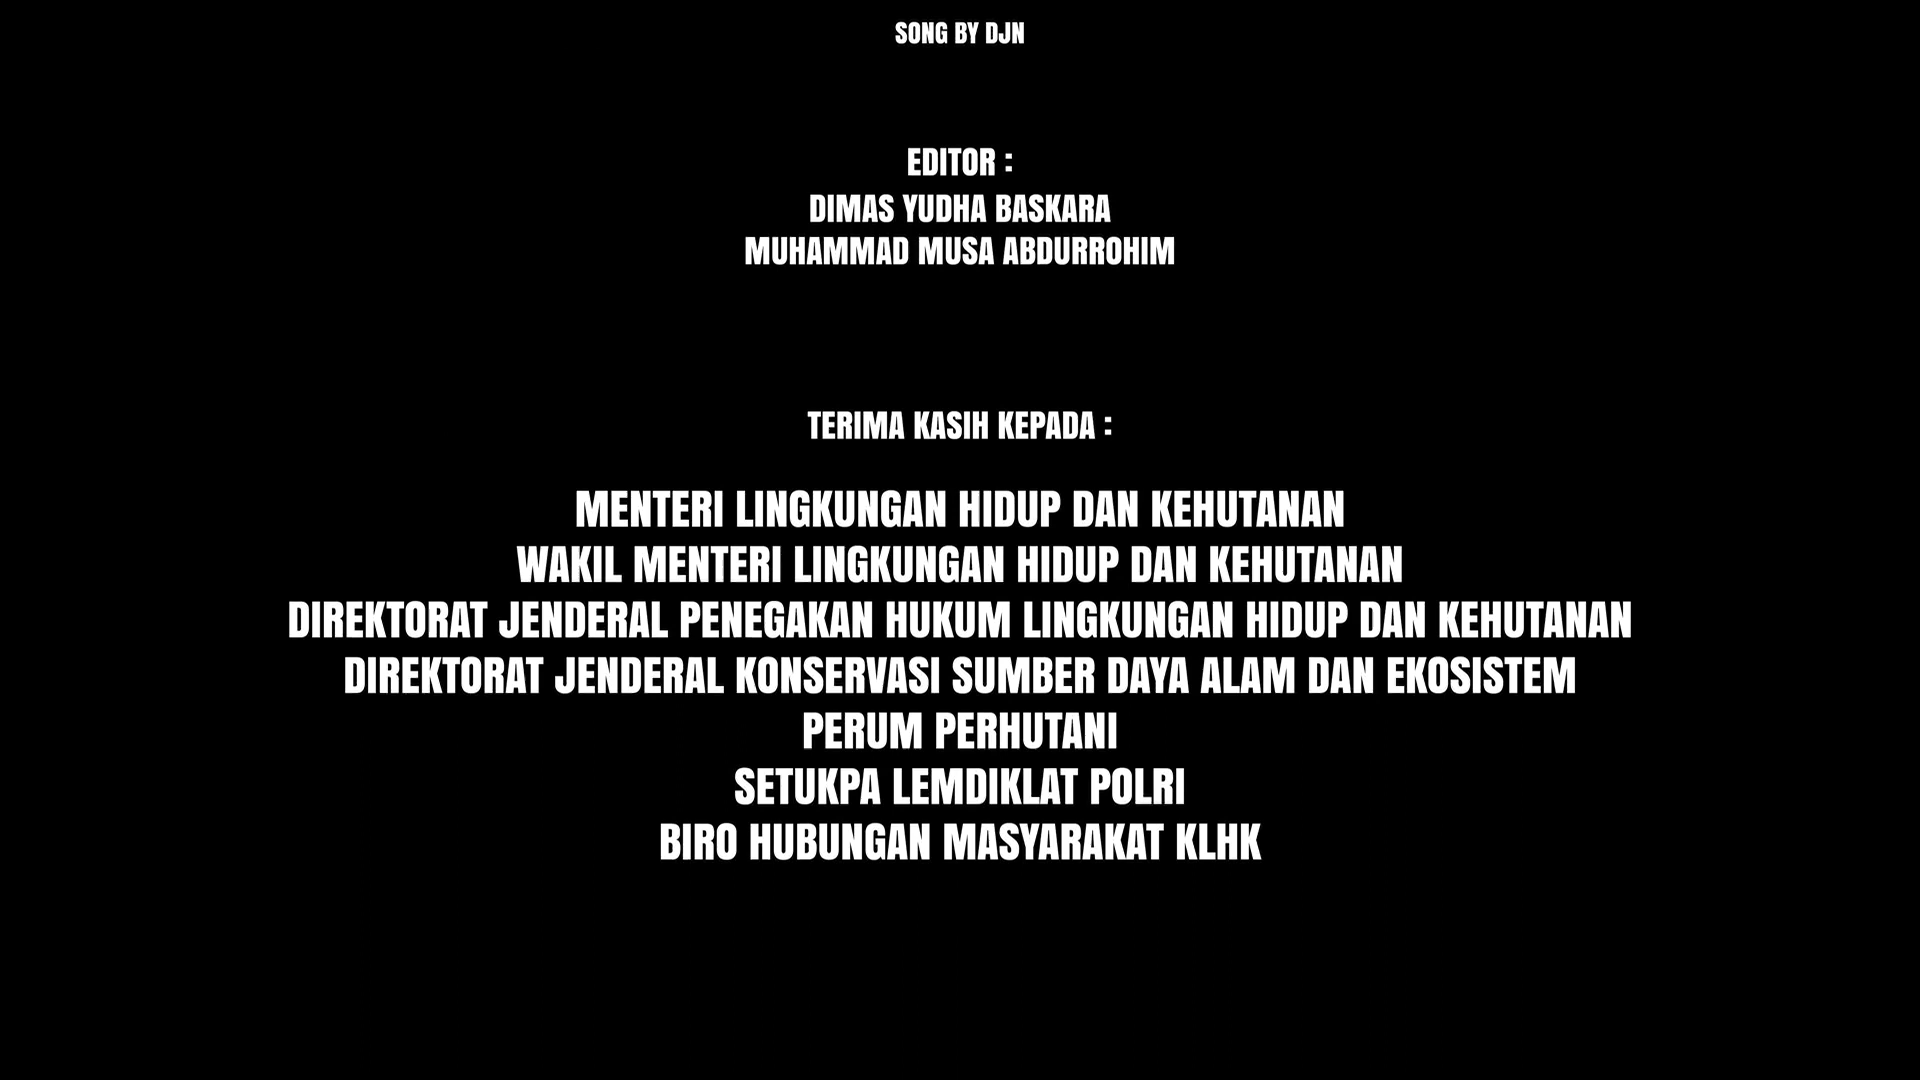 SONG BY DJN
EDITOR :
DIMAS YUDHA BASKARA
MUHAMMAD MUSA ABDURROHIM
TERIMA KASIH KEPADA :
MENTERI LINGKUNGAN HIDUP DAN KEHUTANAN
WAKIL MENTERI LINGKUNGAN HIDUP DAN KEHUTANAN
DIREKTORAT JENDERAL PENEGAKAN HUKUM LINGKUNGAN HIDUP DAN KEHUTANAN
DIREKTORAT JENDERAL KONSERVASI SUMBER DAYA ALAM DAN EKOSISTEM
PERUM PERHUTANI
SETUKPA LEMDIKLAT POLRI
BIRO HUBUNGAN MASYARAKAT KLHK